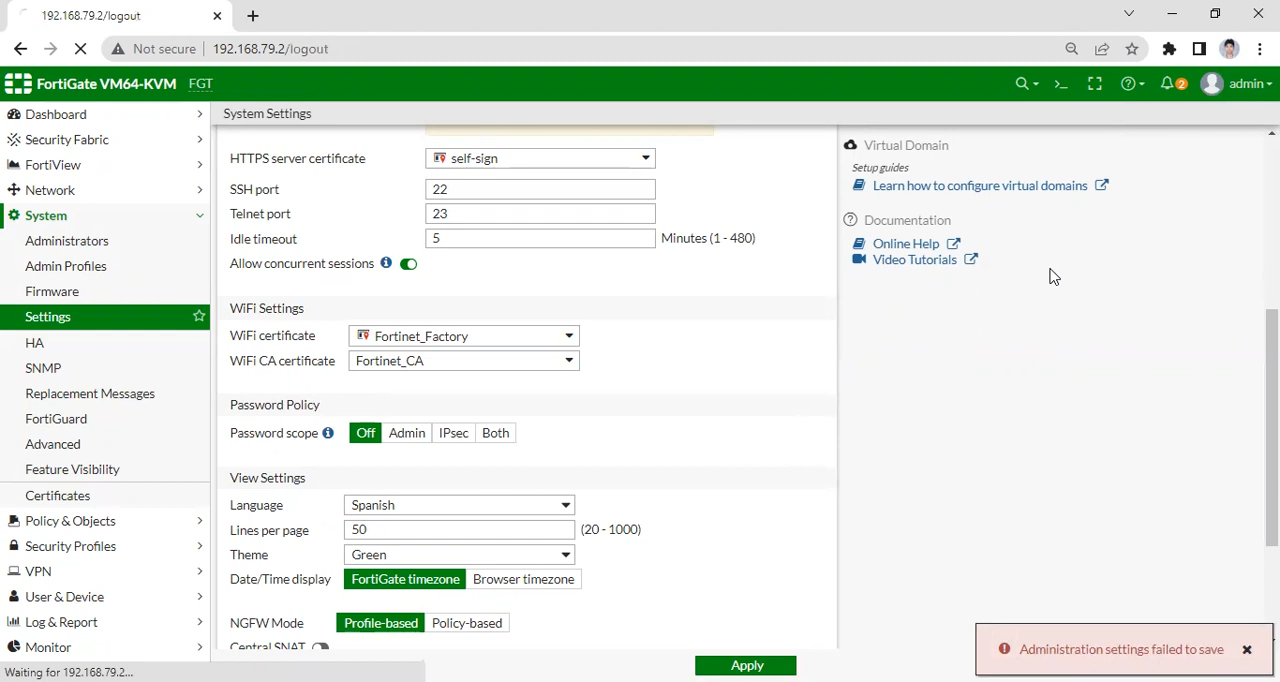 192.168.79.2/logout
Not secure 192.168.79.2/logout
FortiGate VM64-KVM FGT
admin
2
Dashboard
Security Fabric
FortiView
Network
System
Administrators
Admin Profiles
Firmware
Settings
HA
SNMP
Replacement Messages
FortiGuard
Advanced
Feature Visibility
Certificates
Policy & Objects
Security Profiles
VPN
User & Device
Log & Report
Monitor
Waiting for 192.168.79.2...
System Settings
HTTPS server certificate self-sign
SSH port 22
Telnet port 23
Idle timeout 5 Minutes (1 - 480)
Allow concurrent sessions
WiFi Settings
WiFi certificate Fortinet_Factory
WiFi CA certificate Fortinet_CA
Password Policy
Password scope Off Admin IPsec Both
View Settings
Language Spanish
Lines per page 50 (20 - 1000)
Theme Green
Date/Time display FortiGate timezone Browser timezone
NGFW Mode Profile-based Policy-based
Central SNAT
Apply
Virtual Domain
Setup guides
Learn how to configure virtual domains
Documentation
Online Help
Video Tutorials
Administration settings failed to save